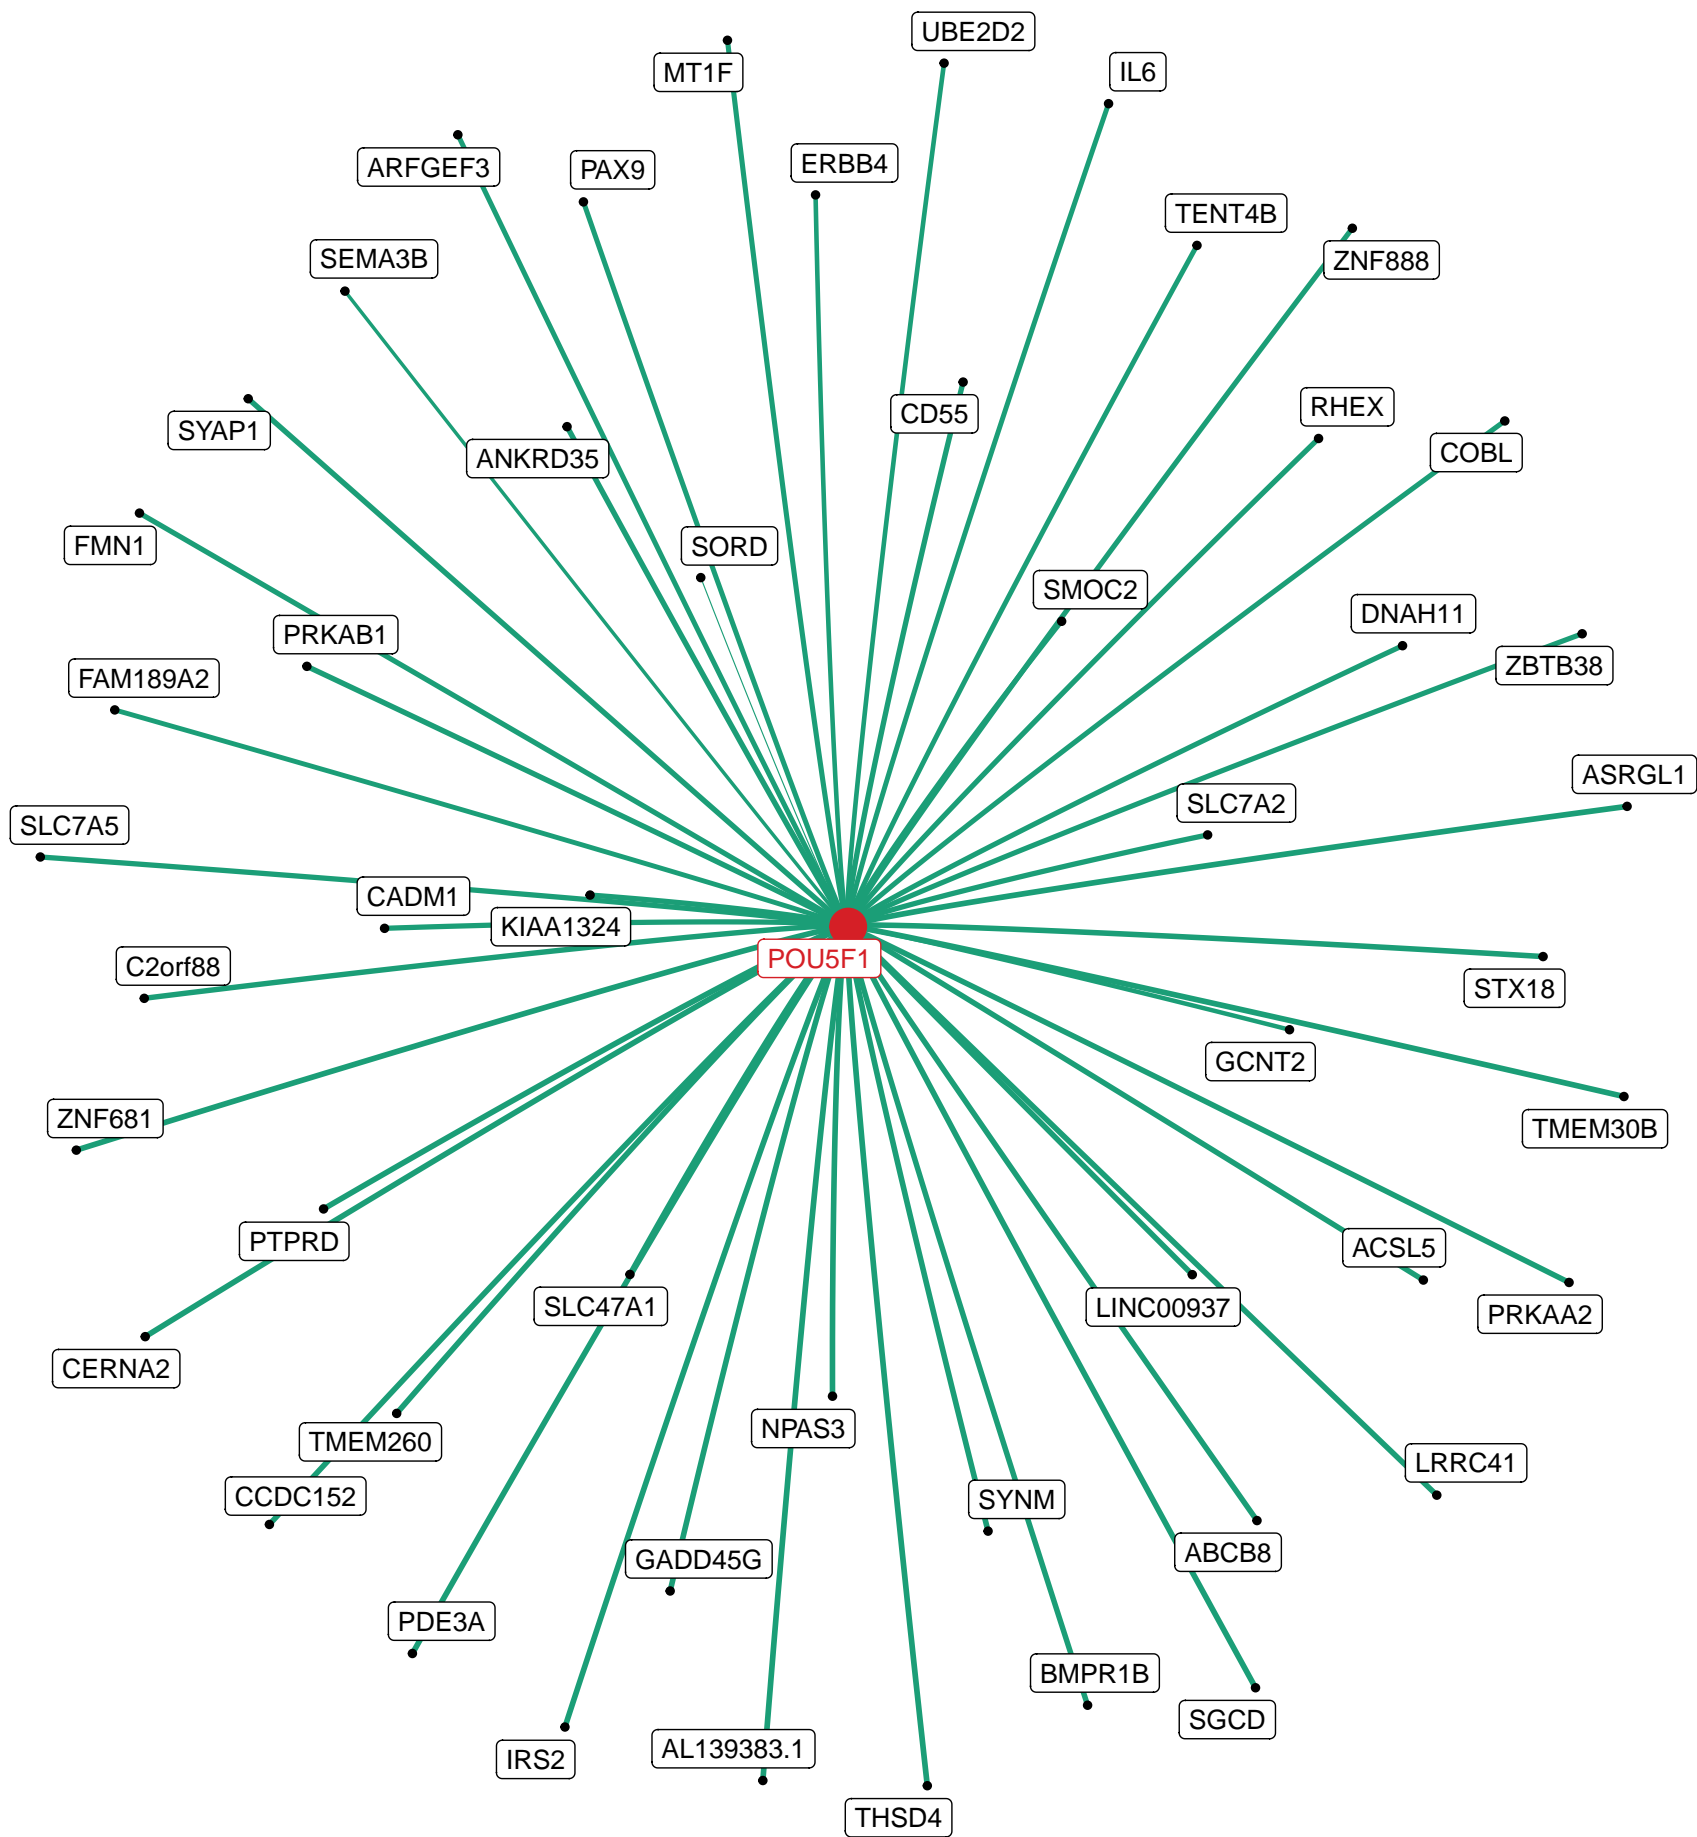 UBE2D2
MT1F
IL6
ERBB4
ARFGEF3
PAX9
TENT4B
SEMA3B
ZNF888
RHEX
CD55
SYAP1
COBL
ANKRD35
FMN1
SORD
SMOC2
DNAH11
PRKAB1
ZBTB38
FAM189A2
ASRGL1
SLC7A2
SLC7A5
CADM1
KIAA1324
POU5F1
C2orf88
STX18
GCNT2
ZNF681
TMEM30B
PTPRD
ACSL5
SLC47A1
LINC00937
PRKAA2
CERNA2
NPAS3
TMEM260
LRRC41
CCDC152
SYNM
ABCB8
GADD45G
PDE3A
BMPR1B
SGCD
AL139383.1
IRS2
THSD4